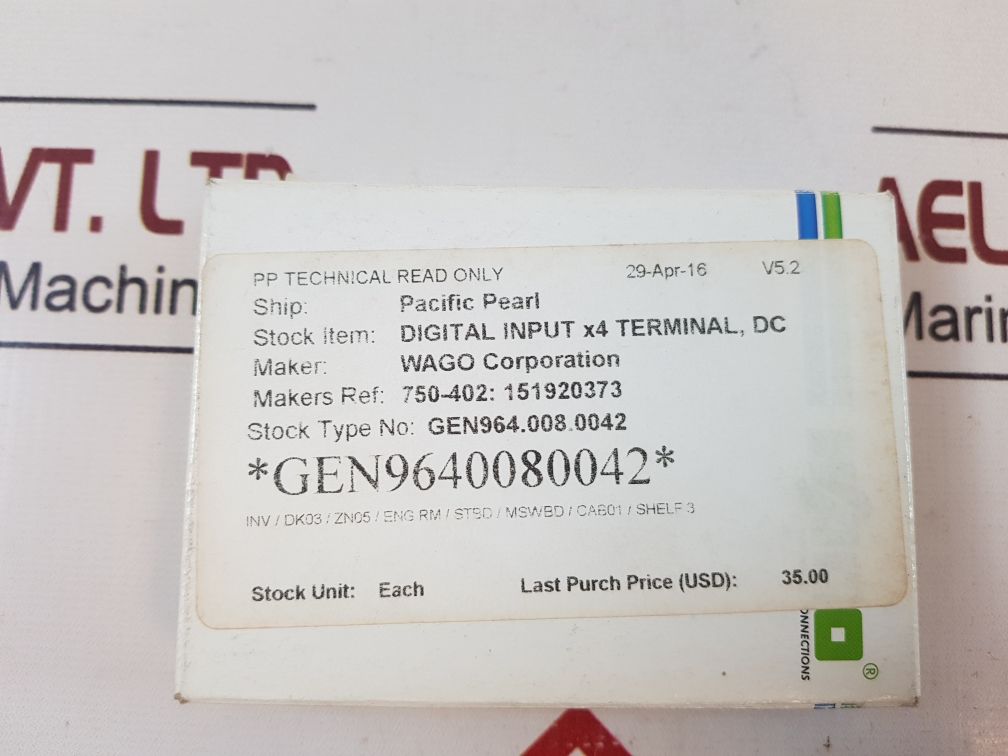 VT. LTD
Machin
AEL
Marin
PP TECHNICAL READ ONLY 29-Apr-16 V5.2
Ship: Pacific Pearl
Stock Item: DIGITAL INPUT x4 TERMINAL, DC
Maker: WAGO Corporation
Makers Ref: 750-402: 151920373
Stock Type No: GEN964.008.0042
*GEN9640080042*
INV / DK03 / ZN05 / ENG RM / STBD / MSWBD / CAB01 / SHELF 3
Stock Unit: Each Last Purch Price (USD): 35.00
ONNECTIONS
®